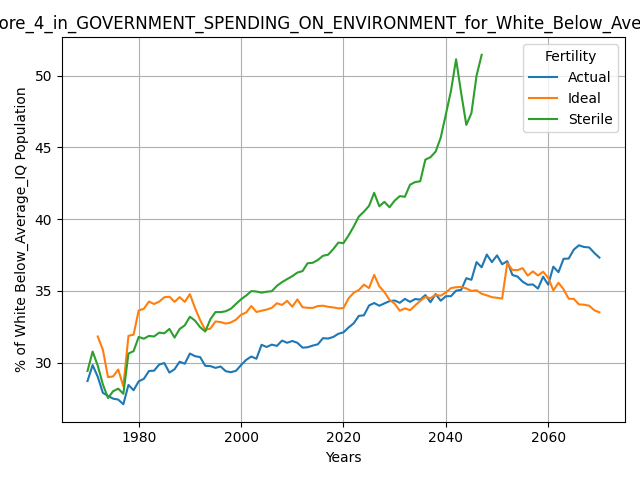 ore_4_in_GOVERNMENT_SPENDING_ON_ENVIRONMENT_for_White_Below_Ave
Fertility
Actual
Ideal
Sterile
% of White Below_Average_IQ Population
50
45
40
35
30
1980
2000
2020
2040
2060
Years